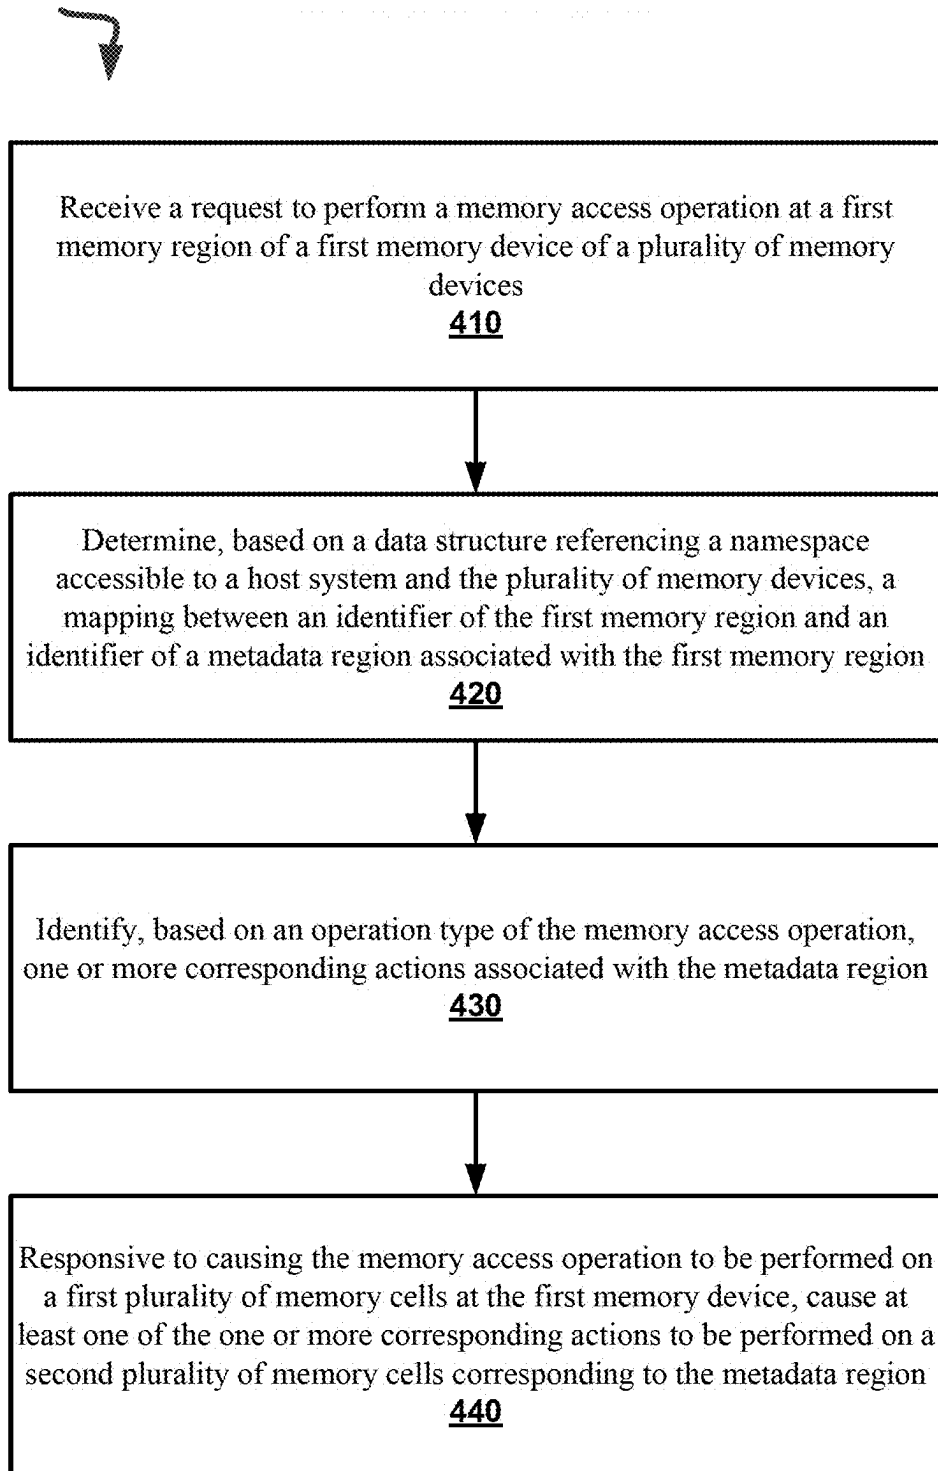 Receive a request to perform a memory access operation at a first
memory region of a first memory device of a plurality of memory
devices
410
Determine, based on a data structure referencing a namespace
accessible to a host system and the plurality of memory devices, a
mapping between an identifier of the first memory region and an
identifier of a metadata region associated with the first memory region
420
Identify, based on an operation type of the memory access operation,
one or more corresponding actions associated with the metadata region
430
Responsive to causing the memory access operation to be performed on
a first plurality of memory cells at the first memory device, cause at
least one of the one or more corresponding actions to be performed on a
second plurality of memory cells corresponding to the metadata region
440